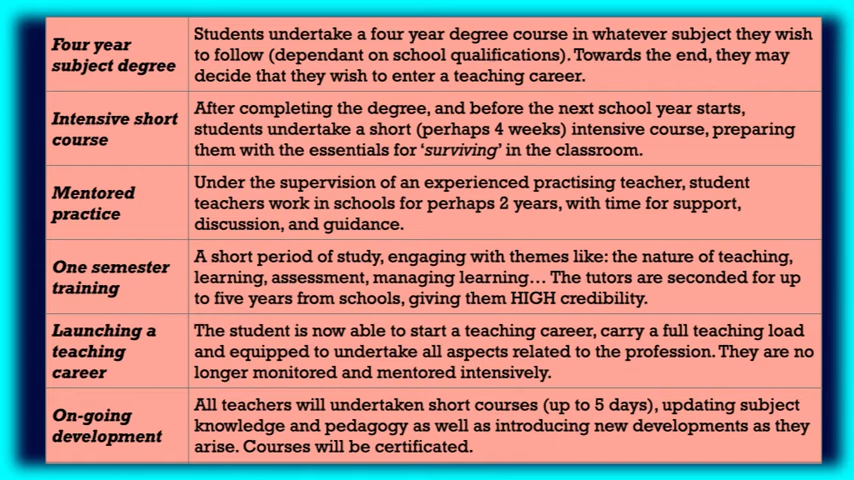 Four year
subject degree
Students undertake a four year degree course in whatever subject they wish
to follow (dependant on school qualifications). Towards the end, they may
decide that they wish to enter a teaching career.
Intensive short
course
After completing the degree, and before the next school year starts,
students undertake a short (perhaps 4 weeks) intensive course, preparing
them with the essentials for ‘surviving’ in the classroom.
Mentored
practice
Under the supervision of an experienced practising teacher, student
teachers work in schools for perhaps 2 years, with time for support,
discussion, and guidance.
One semester
training
A short period of study, engaging with themes like: the nature of teaching,
learning, assessment, managing learning… The tutors are seconded for up
to five years from schools, giving them HIGH credibility.
Launching a
teaching
career
The student is now able to start a teaching career, carry a full teaching load
and equipped to undertake all aspects related to the profession. They are no
longer monitored and mentored intensively.
On-going
development
All teachers will undertaken short courses (up to 5 days), updating subject
knowledge and pedagogy as well as introducing new developments as they
arise. Courses will be certificated.